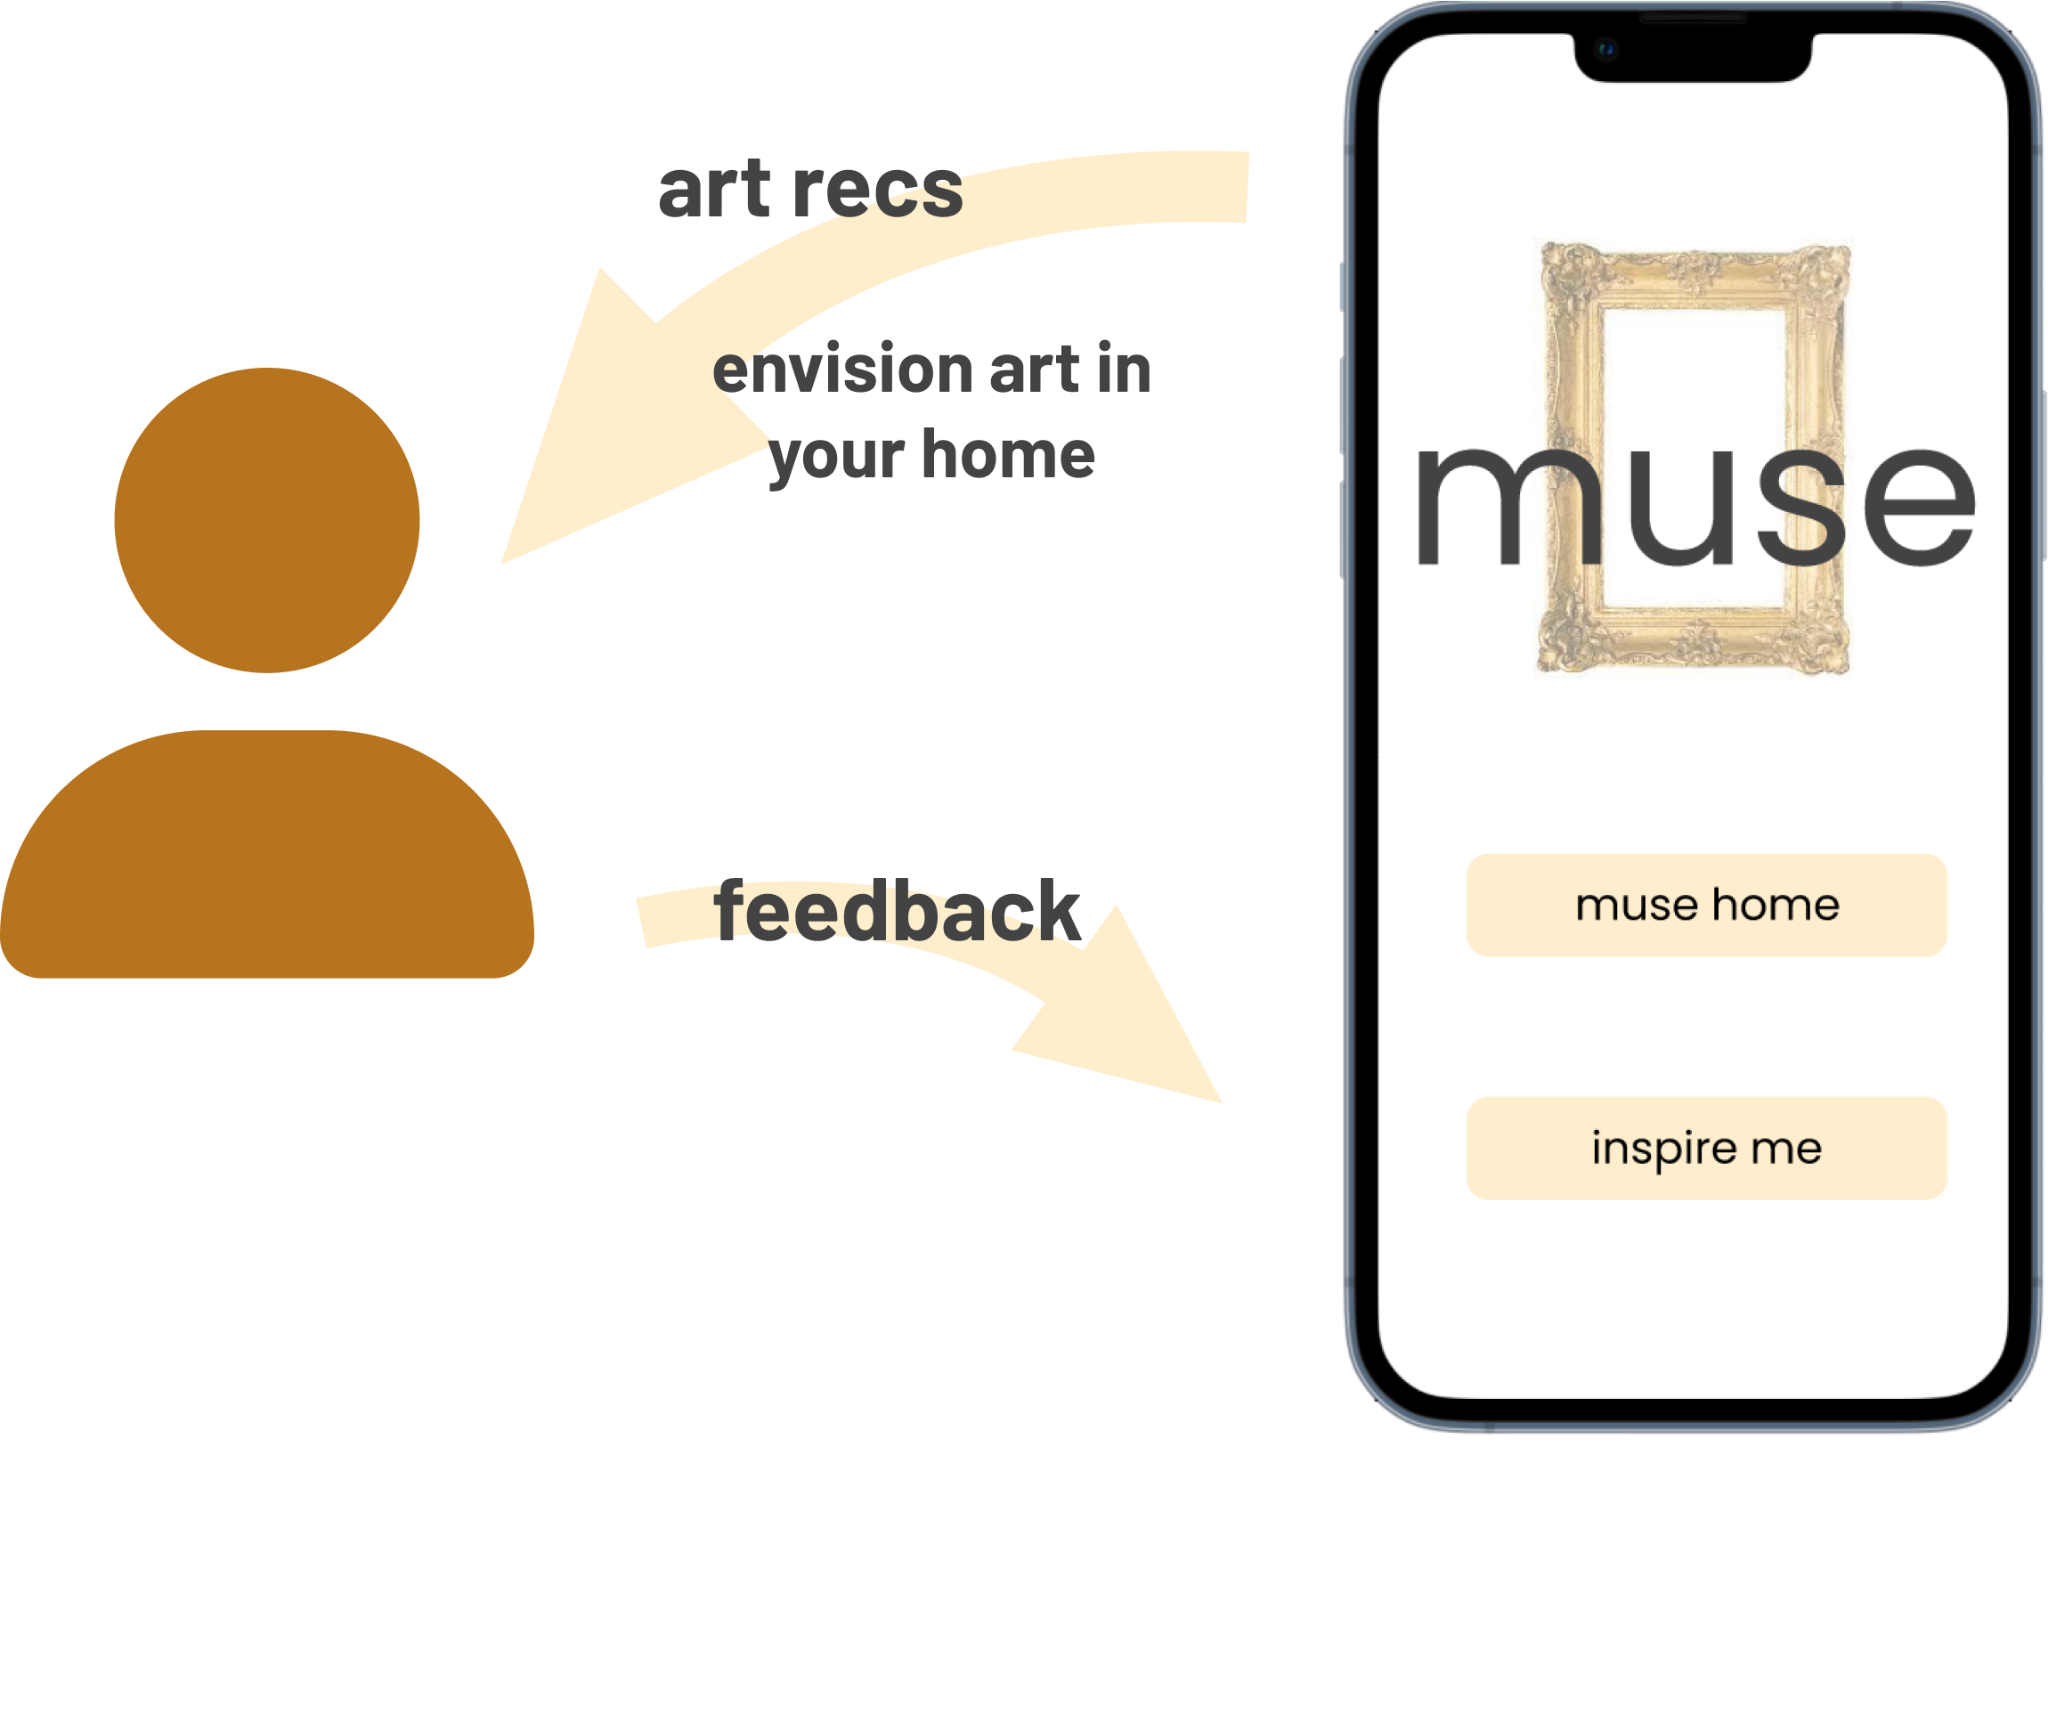 art recs
envision art in
your home
feedback
muse
muse home
inspire me